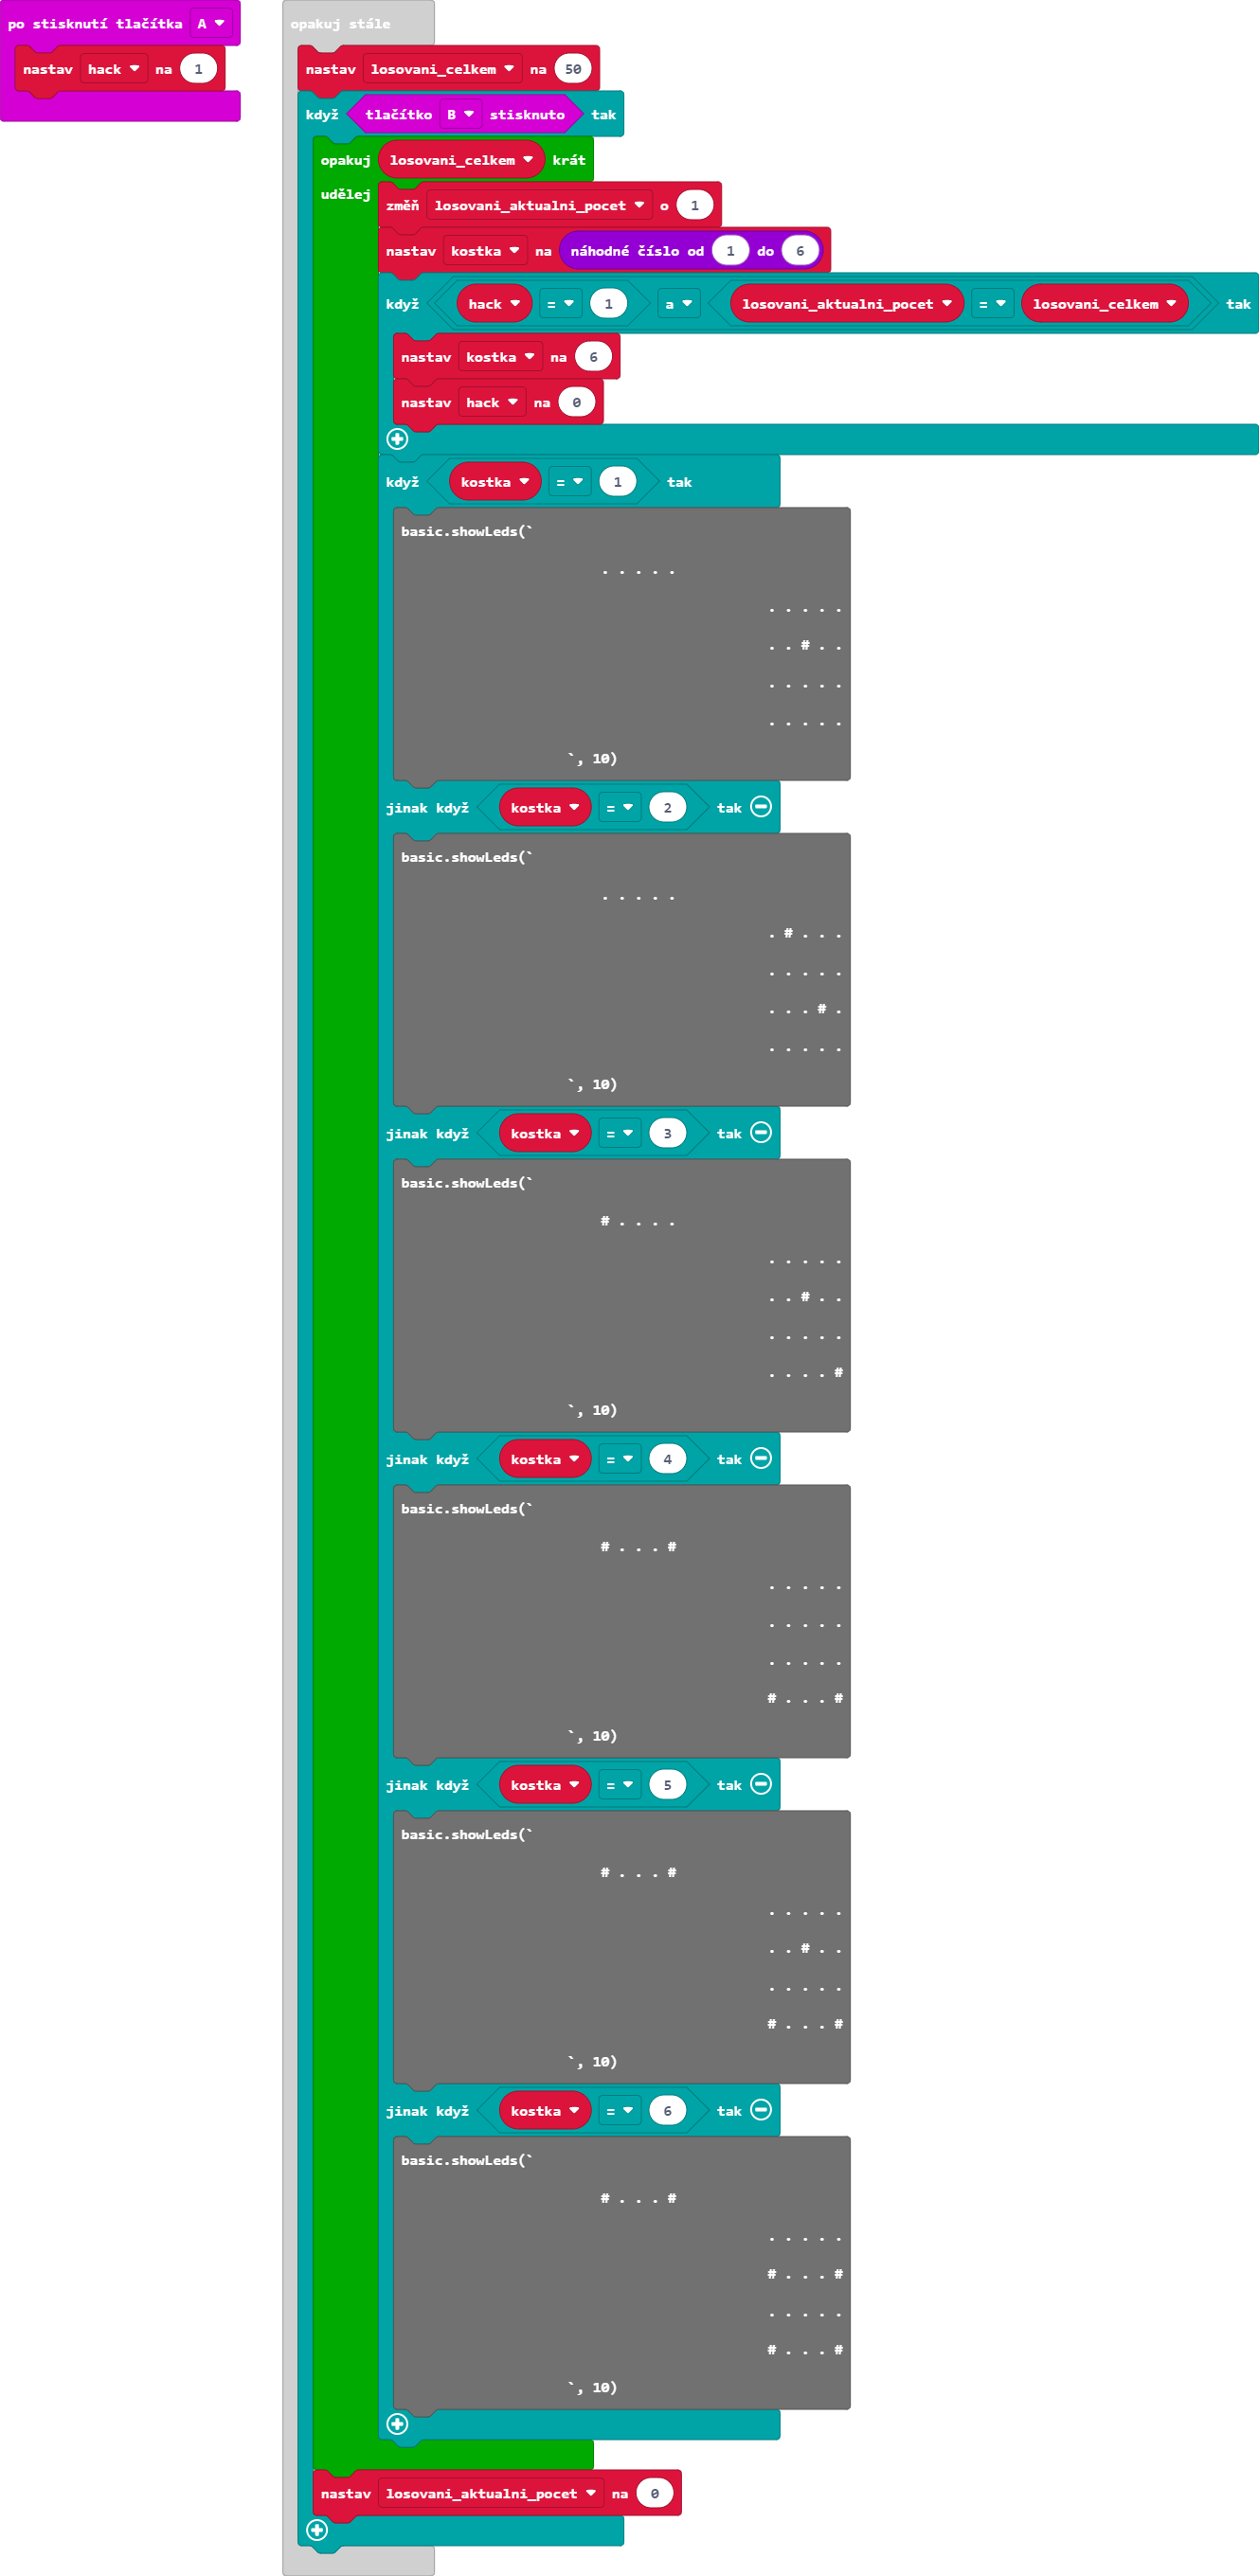 po stisknutí tlačítka A
nastav hack na 1
opakuj stále
nastav losovani_celkem na 50
když tlačítko B stisknuto tak
opakuj losovani_celkem krát
udělej
změň losovani_aktualni_pocet o 1
nastav kostka na náhodné číslo od 1 do 6
když hack = 1 a losovani_aktualni_pocet = losovani_celkem tak
nastav kostka na 6
nastav hack na 0
když kostka = 1 tak
basic.showLeds(`
. . . . .
. . . . .
. . # . .
. . . . .
. . . . .
`, 10)
jinak když kostka = 2 tak
basic.showLeds(`
. . . . .
. # . . .
. . . . .
. . . # .
. . . . .
`, 10)
jinak když kostka = 3 tak
basic.showLeds(`
# . . . .
. . . . .
. . # . .
. . . . .
. . . . #
`, 10)
jinak když kostka = 4 tak
basic.showLeds(`
# . . . #
. . . . .
. . . . .
. . . . .
# . . . #
`, 10)
jinak když kostka = 5 tak
basic.showLeds(`
# . . . #
. . . . .
. . # . .
. . . . .
# . . . #
`, 10)
jinak když kostka = 6 tak
basic.showLeds(`
# . . . #
. . . . .
# . . . #
. . . . .
# . . . #
`, 10)
nastav losovani_aktualni_pocet na 0